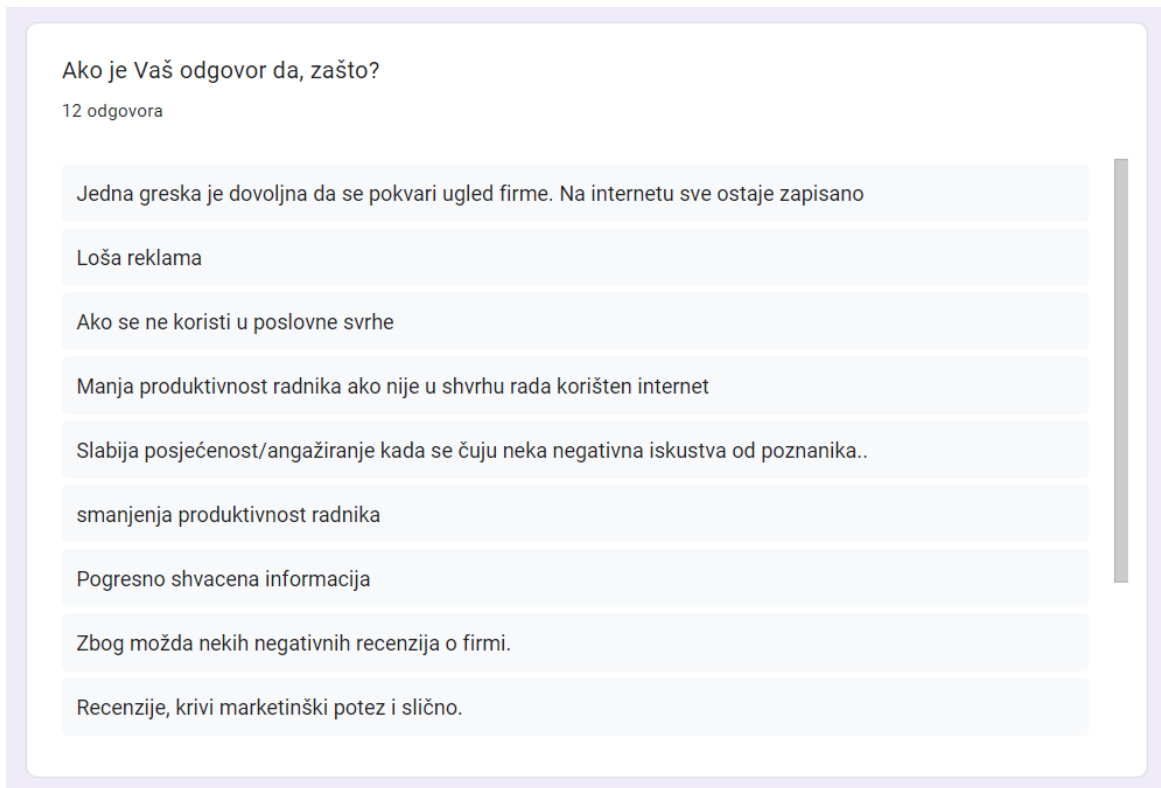 Ako je Vaš odgovor da, zašto?
12 odgovora
Jedna greska je dovoljna da se pokvari ugled firme. Na internetu sve ostaje zapisano
Loša reklama
Ako se ne koristi u poslovne svrhe
Manja produktivnost radnika ako nije u shvrhu rada korišten internet
Slabija posjećenost/angažiranje kada se čuju neka negativna iskustva od poznanika..
smanjenja produktivnost radnika
Pogresno shvacena informacija
Zbog možda nekih negativnih recenzija o firmi.
Recenzije, krivi marketinški potez i slično.